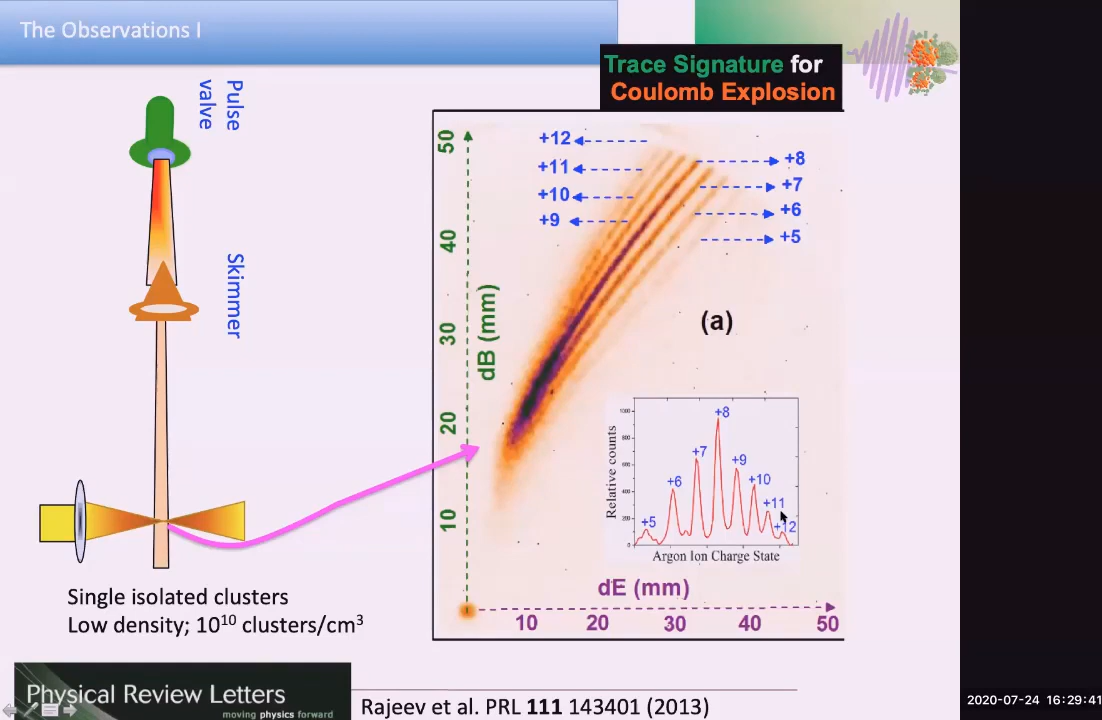 The Observations I
Trace Signature for
Coulomb Explosion
Pulse
valve
Skimmer
50
40
30
20
10
dB (mm)
+12
+11
+10
+9
+8
+7
+6
+5
(a)
+5
+6
+7
+8
+9
+10
+11
+12
1000
800
600
400
200
0
Relative counts
Argon Ion Charge State
dE (mm)
10 20 30 40 50
Single isolated clusters
Low density; 10¹⁰ clusters/cm³
Physical Review Letters
moving physics forward
Rajeev et al. PRL 111 143401 (2013)
2020-07-24 16:29:41